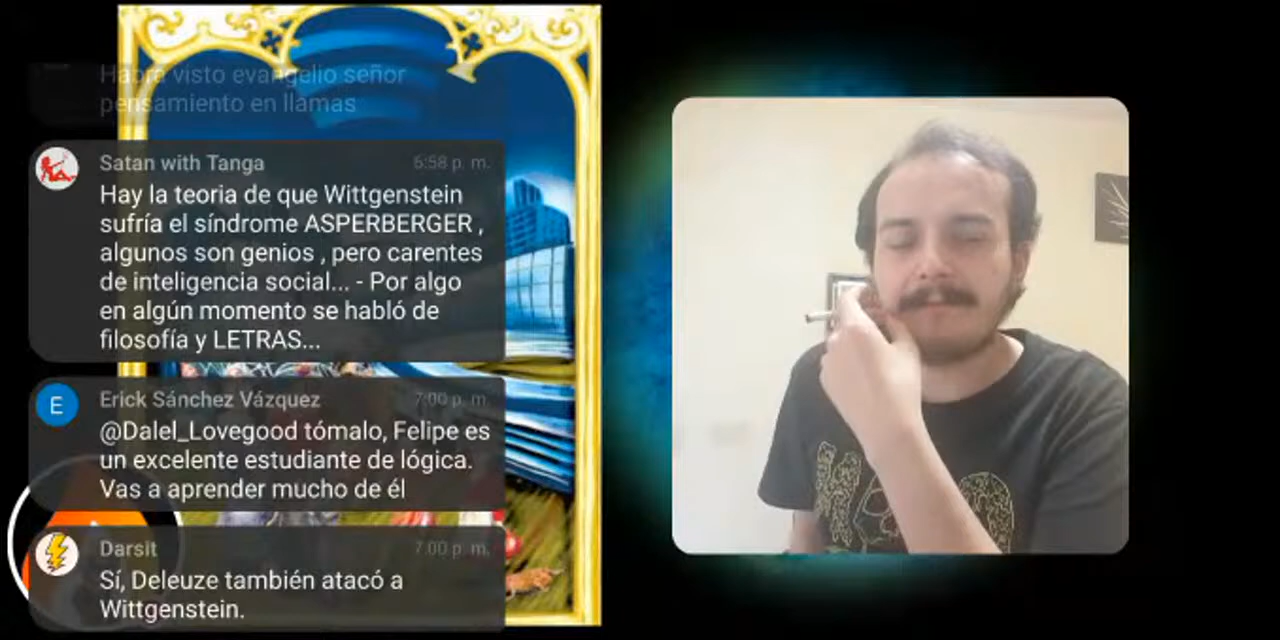 Habrá visto evangelio señor
pensamiento en llamas
Satan with Tanga 6:58 p. m.
Hay la teoria de que Wittgenstein
sufría el síndrome ASPERBERGER ,
algunos son genios , pero carentes
de inteligencia social... - Por algo
en algún momento se habló de
filosofía y LETRAS...
E
Erick Sánchez Vázquez 7:00 p. m.
@Dalel_Lovegood tómalo, Felipe es
un excelente estudiante de lógica.
Vas a aprender mucho de él
Darsit 7:00 p. m.
Sí, Deleuze también atacó a
Wittgenstein.